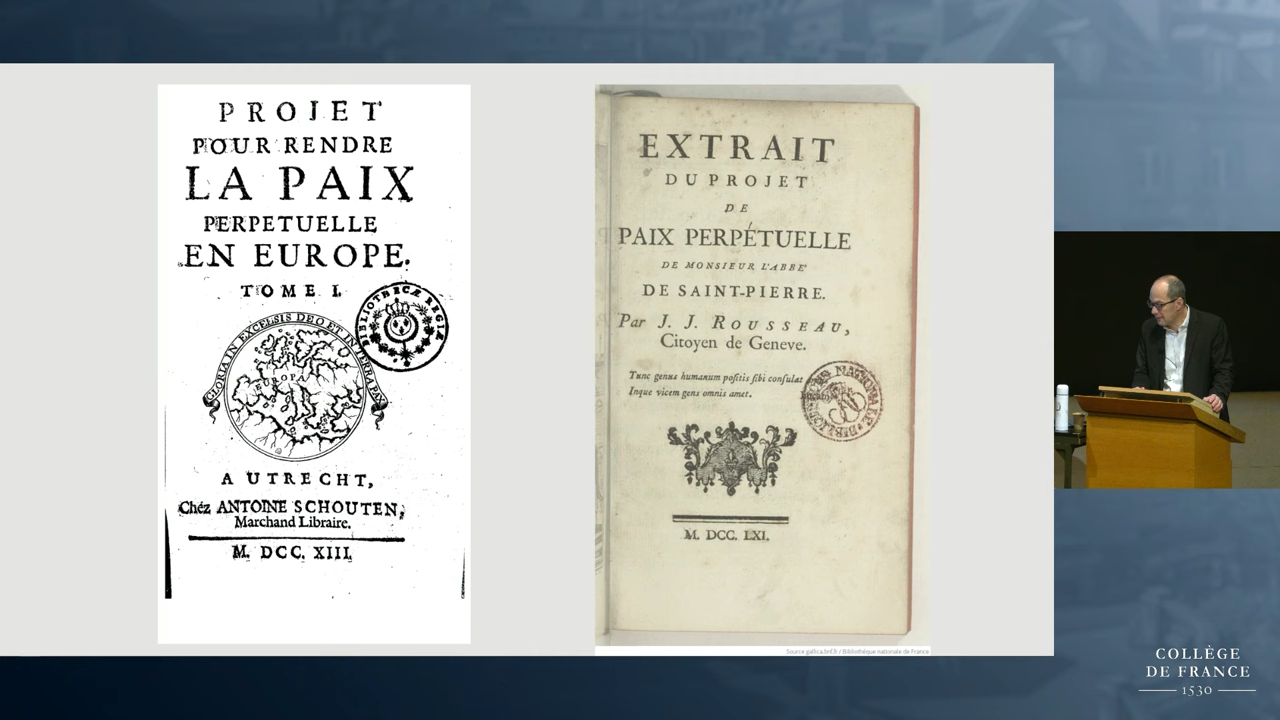 PROJET
POUR RENDRE
LA PAIX
PERPETUELLE
EN EUROPE.
TOME I.
BIBLIOTHECÆ REGIÆ
GLORIA IN EXCELSIS DEO ET IN TERRA PAX
EUROPA
A UTRECHT,
Chéz ANTOINE SCHOUTEN,
Marchand Libraire.
M. DCC. XIII.
EXTRAIT
DU PROJET
DE
PAIX PERPÉTUELLE
DE MONSIEUR L'ABBÉ
DE SAINT-PIERRE.
Par J. J. ROUSSEAU,
Citoyen de Geneve.
Tunc genus humanum positis sibi consulat
Inque vicem gens omnis amet.
M. DCC. LXI.
Source gallica.bnf.fr / Bibliothèque nationale de France
COLLÈGE
DE FRANCE
1530